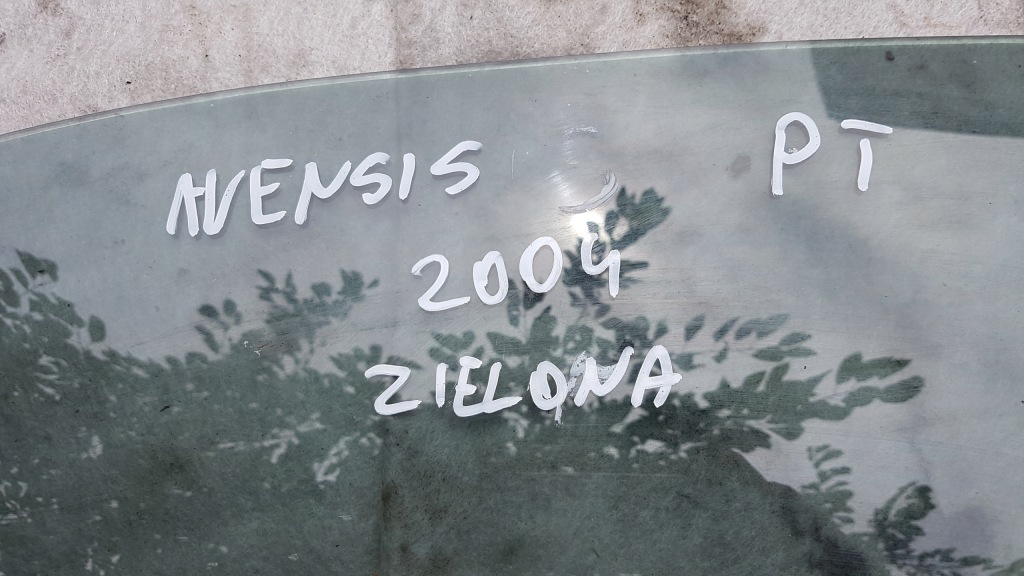 AVENSIS PT
2004
ZIELONA